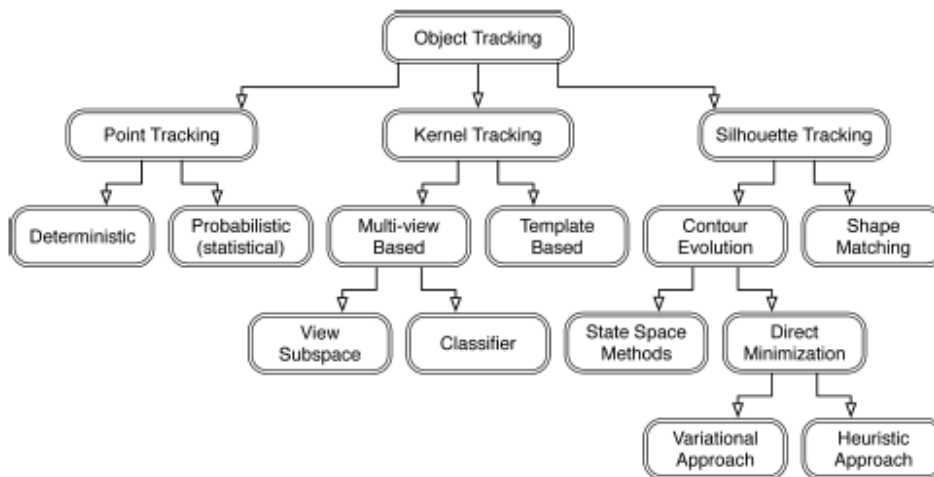 Object Tracking
Point Tracking
Kernel Tracking
Silhouette Tracking
Deterministic
Probabilistic
(statistical)
Multi-view
Based
Template
Based
Contour
Evolution
Shape
Matching
View
Subspace
Classifier
State Space
Methods
Direct
Minimization
Variational
Approach
Heuristic
Approach